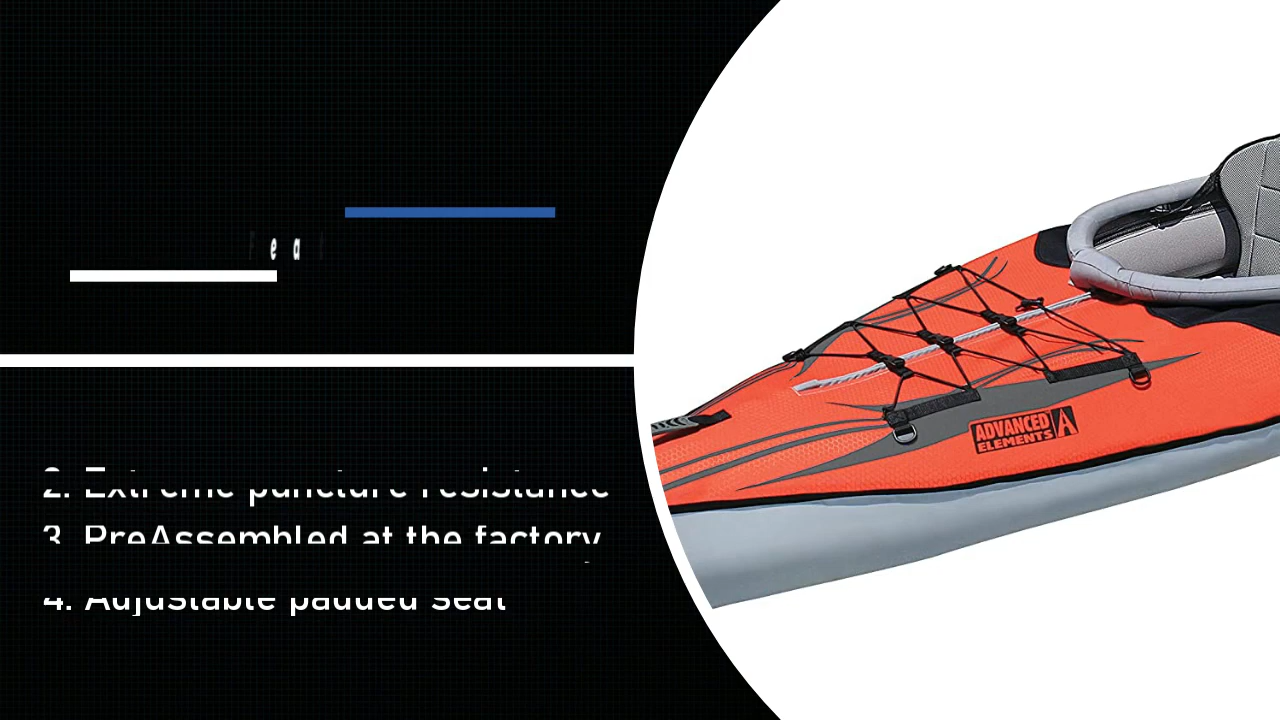 2. Extreme puncture resistance
3. PreAssembled at the factory
4. Adjustable padded seat
ADVANCED
ELEMENTS